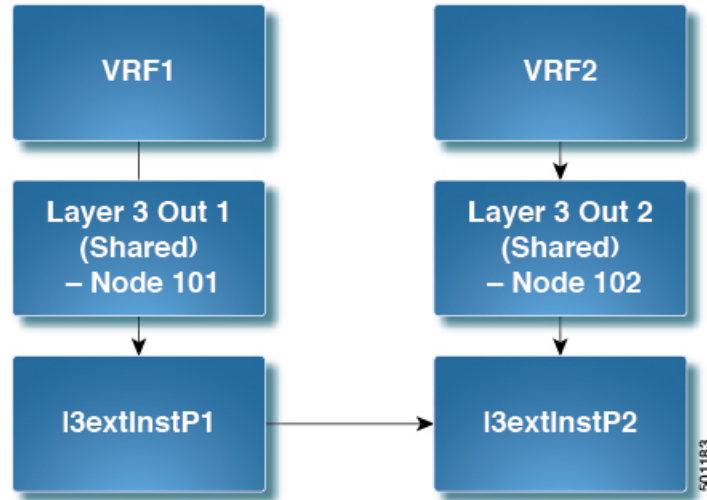 VRF1
VRF2
Layer 3 Out 1
(Shared)
– Node 101
Layer 3 Out 2
(Shared)
– Node 102
l3extInstP1
l3extInstP2
501183